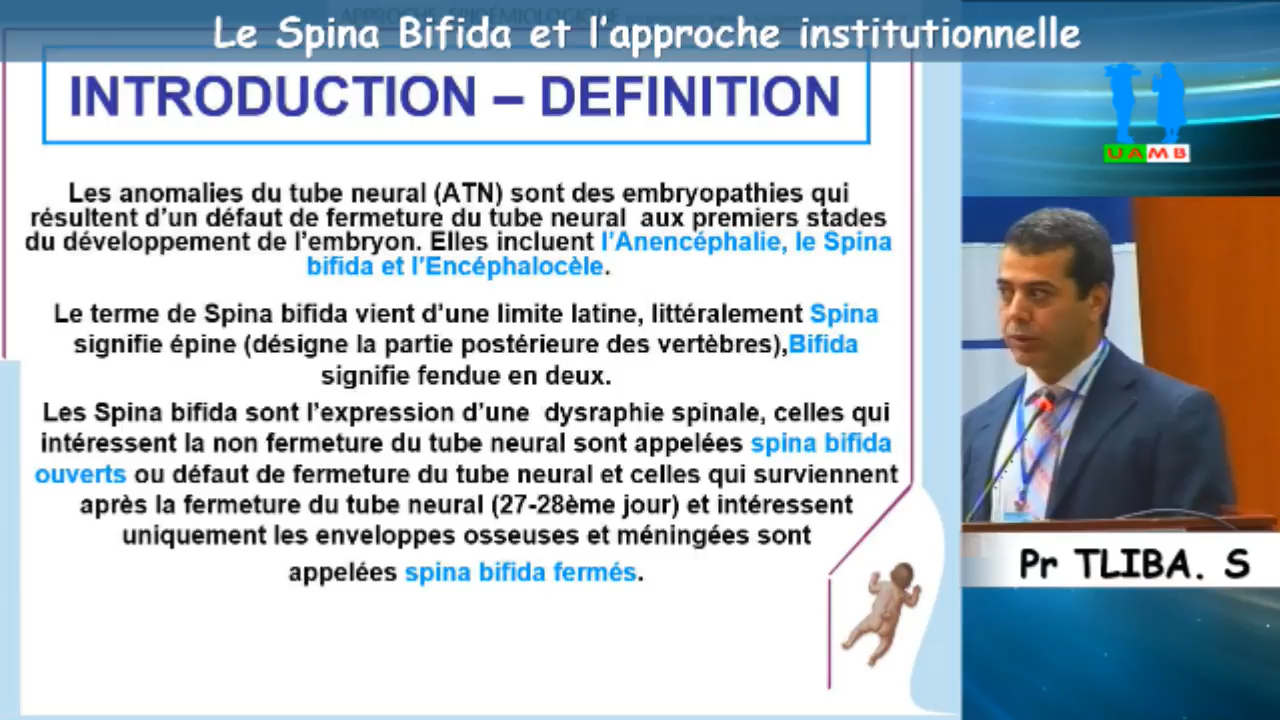 Le Spina Bifida et l'approche institutionnelle
INTRODUCTION – DEFINITION
Les anomalies du tube neural (ATN) sont des embryopathies qui
résultent d'un défaut de fermeture du tube neural aux premiers stades
du développement de l'embryon. Elles incluent l'Anencéphalie, le Spina
bifida et l'Encéphalocèle.
Le terme de Spina bifida vient d'une limite latine, littéralement Spina
signifie épine (désigne la partie postérieure des vertèbres),Bifida
signifie fendue en deux.
Les Spina bifida sont l'expression d'une dysraphie spinale, celles qui
intéressent la non fermeture du tube neural sont appelées spina bifida
ouverts ou défaut de fermeture du tube neural et celles qui surviennent
après la fermeture du tube neural (27-28ème jour) et intéressent
uniquement les enveloppes osseuses et méningées sont
appelées spina bifida fermés.
UAMB
Pr TLIBA. S